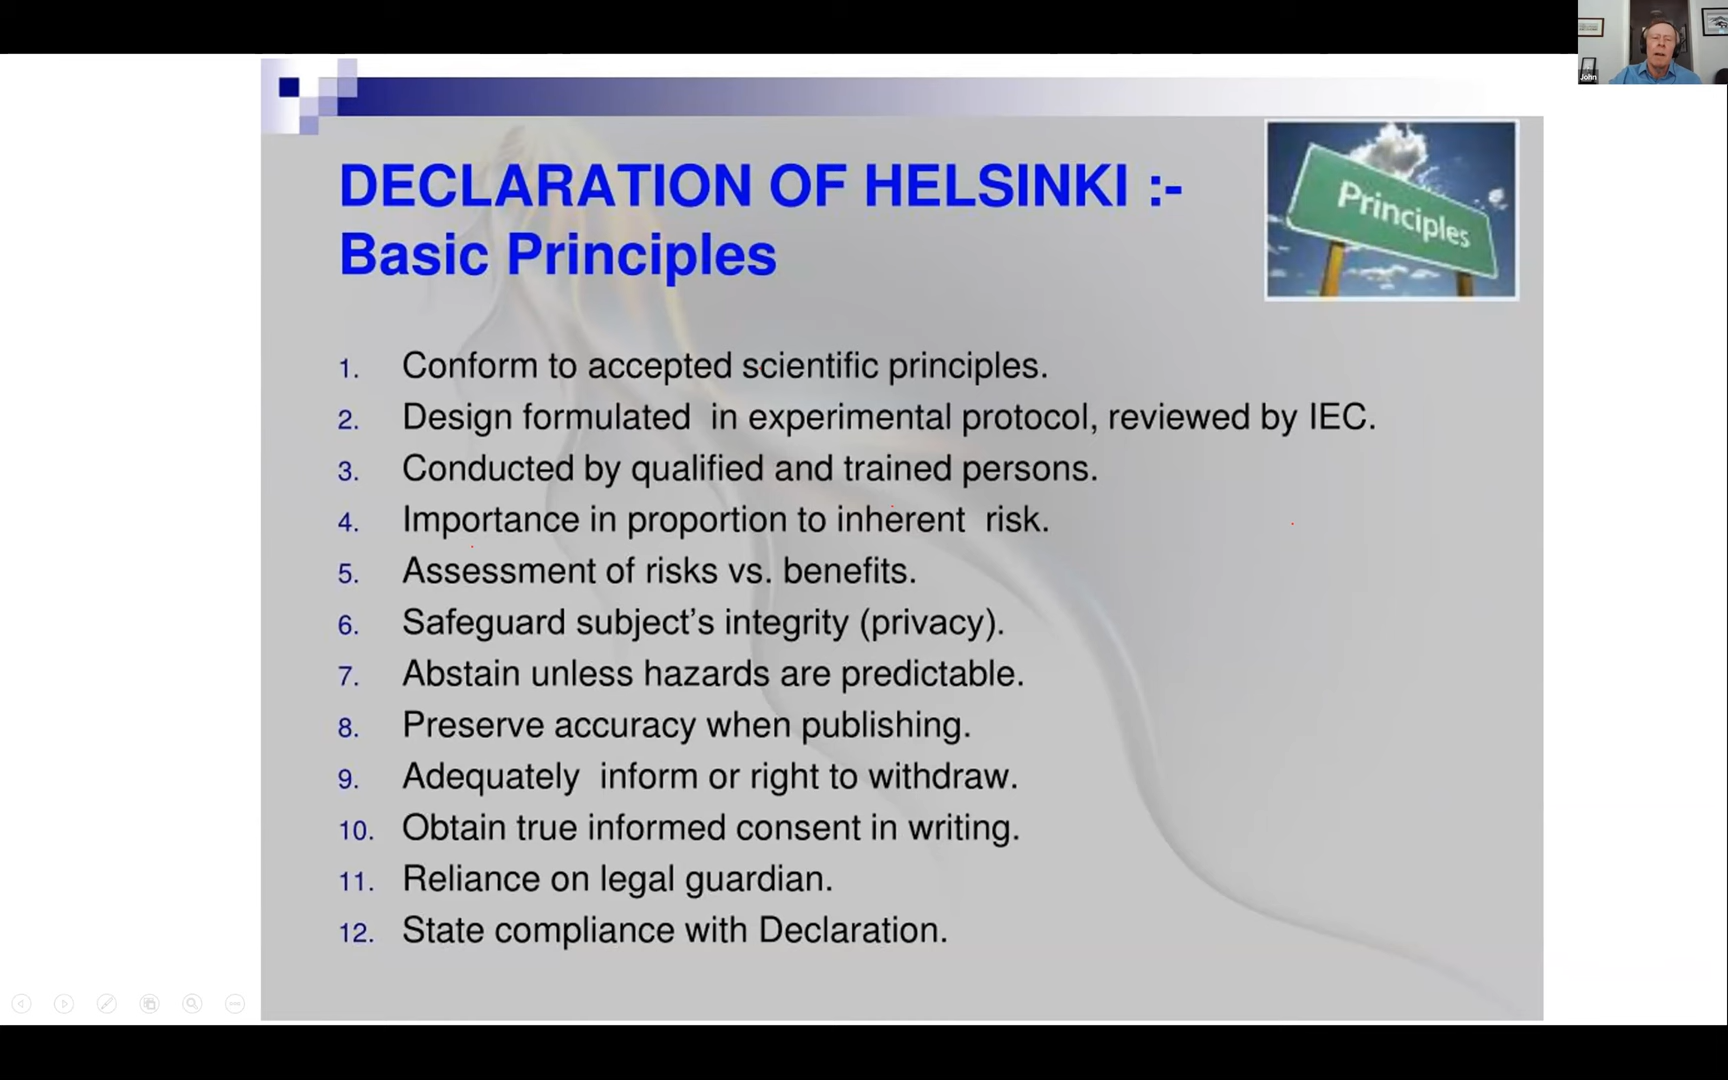 John
DECLARATION OF HELSINKI :-
Basic Principles
Principles
1. Conform to accepted scientific principles.
2. Design formulated in experimental protocol, reviewed by IEC.
3. Conducted by qualified and trained persons.
4. Importance in proportion to inherent risk.
5. Assessment of risks vs. benefits.
6. Safeguard subject's integrity (privacy).
7. Abstain unless hazards are predictable.
8. Preserve accuracy when publishing.
9. Adequately inform or right to withdraw.
10. Obtain true informed consent in writing.
11. Reliance on legal guardian.
12. State compliance with Declaration.